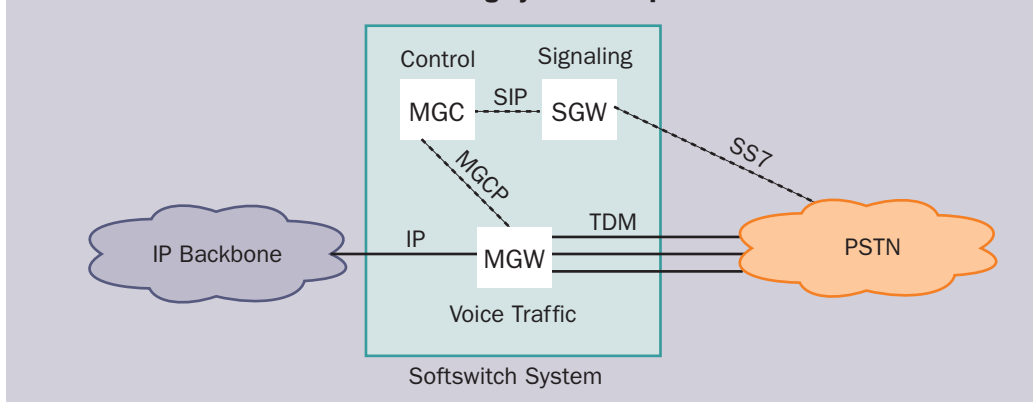 Control
Signaling
MGC
SIP
SGW
MGCP
SS7
IP Backbone
IP
MGW
TDM
PSTN
Voice Traffic
Softswitch System